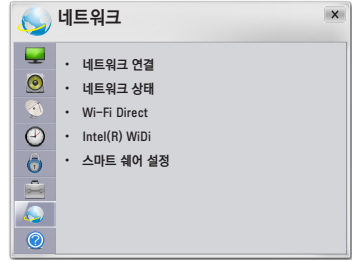 네트워크
• 네트워크 연결
• 네트워크 상태
• Wi-Fi Direct
• Intel(R) WiDi
• 스마트 쉐어 설정